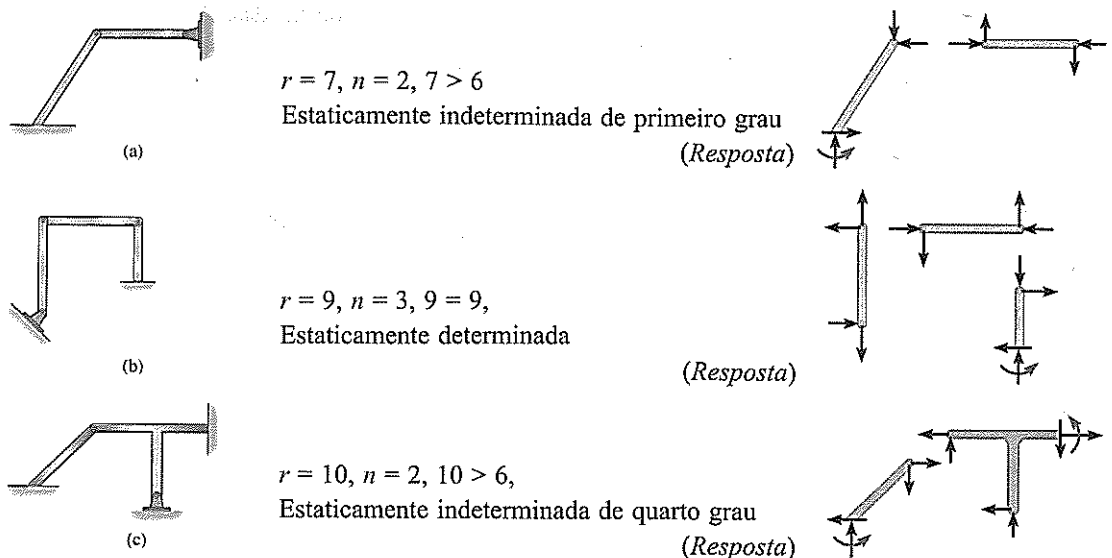 r = 7, n = 2, 7 > 6
Estaticamente indeterminada de primeiro grau
(a)
(Resposta)
r = 9, n = 3, 9 = 9,
Estaticamente determinada
(b)
(Resposta)
r = 10, n = 2, 10 > 6,
Estaticamente indeterminada de quarto grau
(c)
(Resposta)